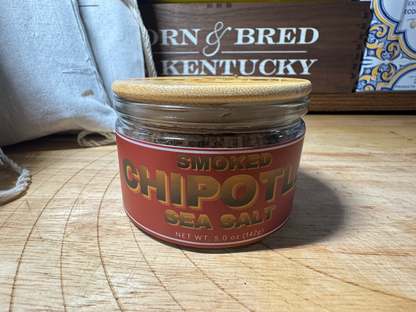 ORN & BRED
KENTUCKY
SMOKED
CHIPOTL
SEA SALT
NET WT. 5.0 oz (142g)